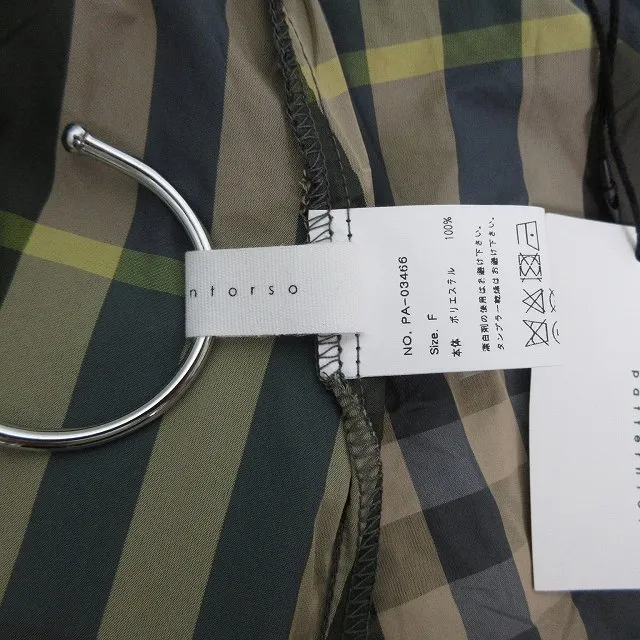 ntorso
NO. PA-03466
Size. F
本体 ポリエステル 100%
漂白剤の使用はお避け下さい。
タンブラー乾燥はお避け下さい。
pattern